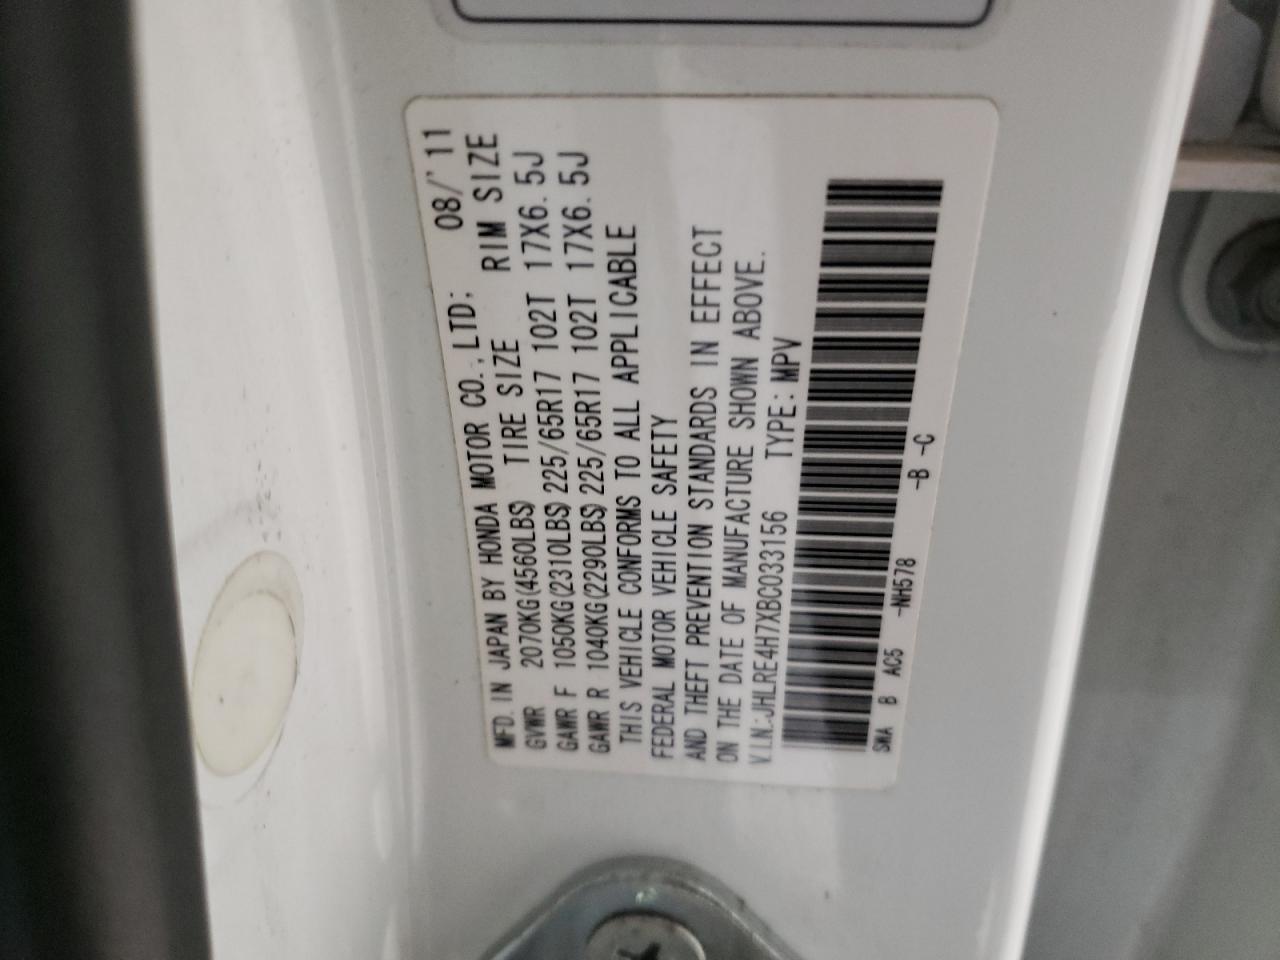 MFD. IN JAPAN BY HONDA MOTOR CO., LTD; 08/'11
GVWR 2070KG(4560LBS) TIRE SIZE RIM SIZE
GAWR F 1050KG(2310LBS) 225/65R17 102T 17X6.5J
GAWR R 1040KG(2290LBS) 225/65R17 102T 17X6.5J
THIS VEHICLE CONFORMS TO ALL APPLICABLE
FEDERAL MOTOR VEHICLE SAFETY
AND THEFT PREVENTION STANDARDS IN EFFECT
ON THE DATE OF MANUFACTURE SHOWN ABOVE.
V.I.N.:JHLRE4H7XBC033156 TYPE: MPV
SWA B AC5 -NH578 -B -C